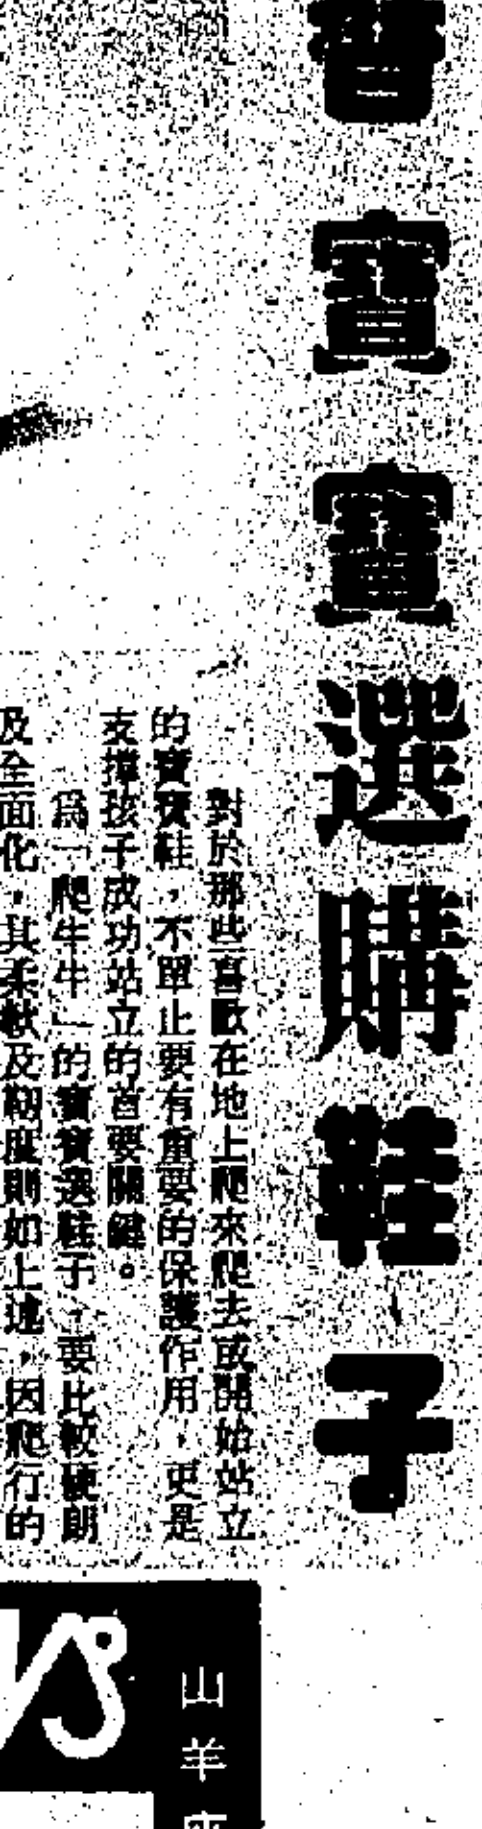 寶寶選購鞋子
對於那些喜歡在地上爬來爬去或開始站立
的寶寶鞋，不單止要有重要的保護作用，更是
支撐孩子成功站立的首要關鍵。
爲「爬牛牛」的寶寶選鞋子，要比較硬朗
及全面化，其柔軟及韌度則如上述，因爬行的
山羊座